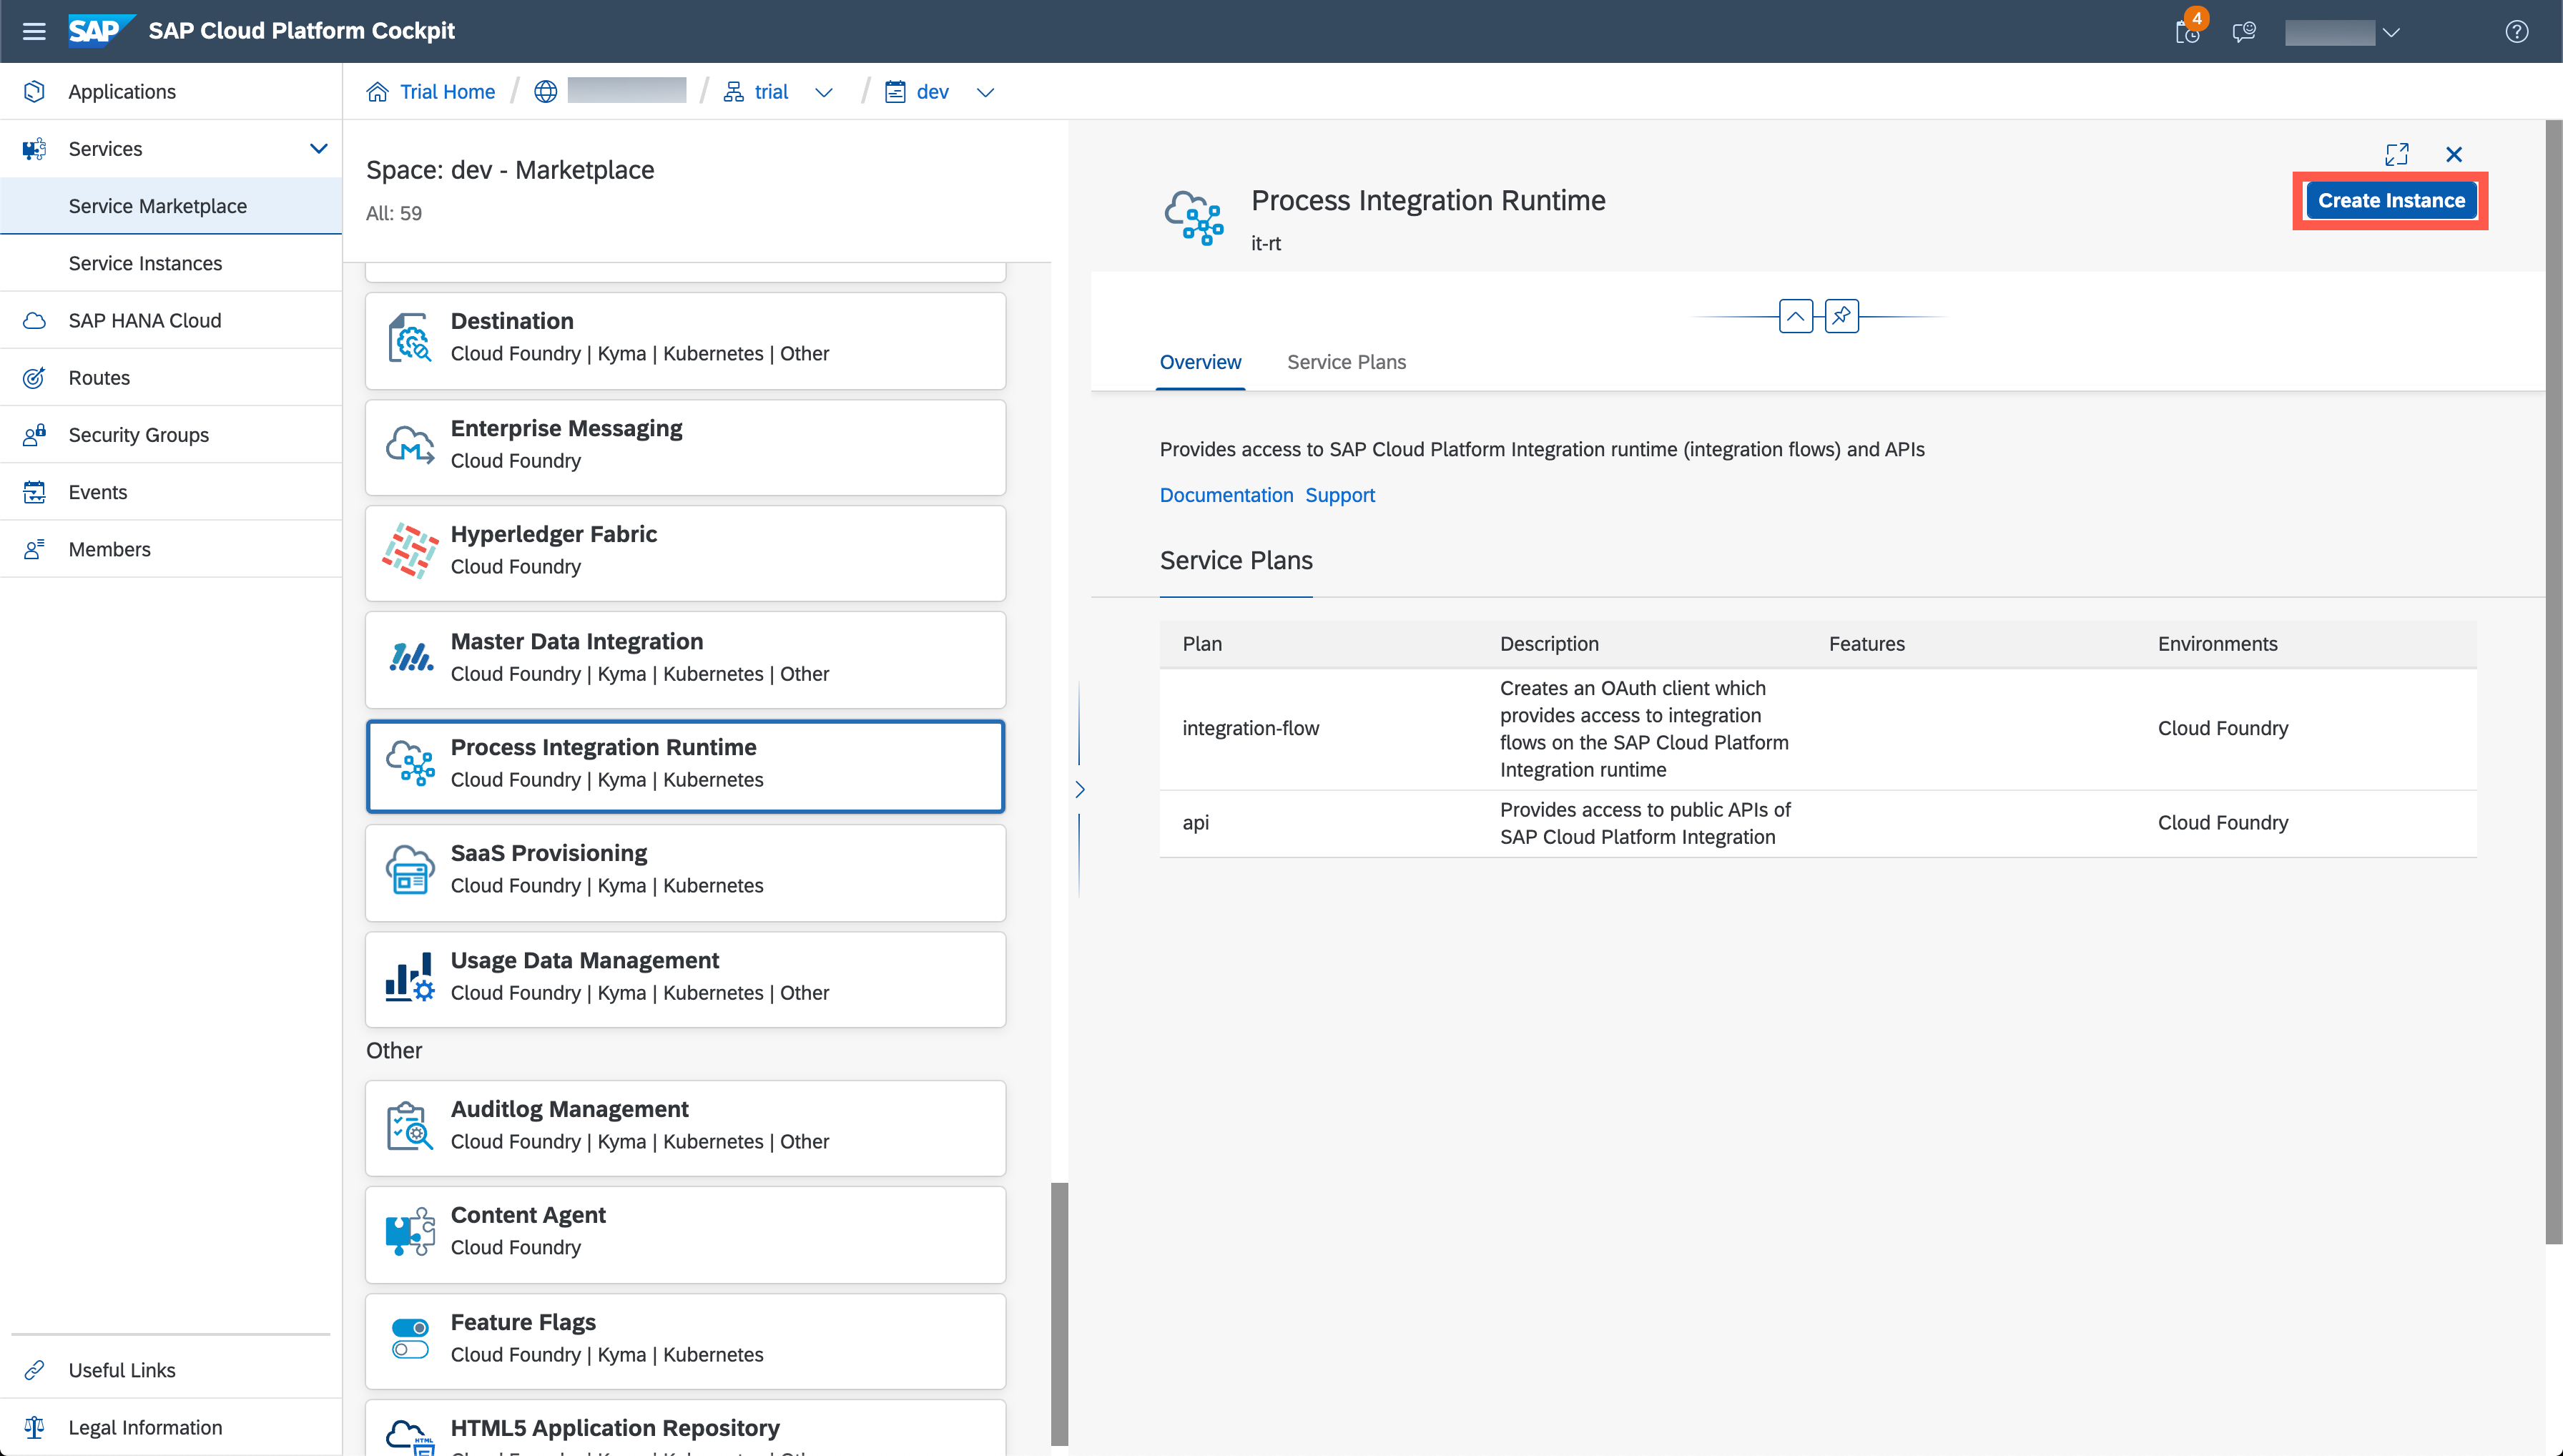 SAP SAP Cloud Platform Cockpit
4
Applications
Services
Service Marketplace
Service Instances
SAP HANA Cloud
Routes
Security Groups
Events
Members
Useful Links
Legal Information
Trial Home / / trial / dev
Space: dev - Marketplace
All: 59
Destination
Cloud Foundry | Kyma | Kubernetes | Other
Enterprise Messaging
Cloud Foundry
Hyperledger Fabric
Cloud Foundry
Master Data Integration
Cloud Foundry | Kyma | Kubernetes | Other
Process Integration Runtime
Cloud Foundry | Kyma | Kubernetes
SaaS Provisioning
Cloud Foundry | Kyma | Kubernetes
Usage Data Management
Cloud Foundry | Kyma | Kubernetes | Other
Other
Auditlog Management
Cloud Foundry | Kyma | Kubernetes | Other
Content Agent
Cloud Foundry
Feature Flags
Cloud Foundry | Kyma | Kubernetes
HTML
HTML5 Application Repository
Process Integration Runtime
it-rt
Create Instance
Overview Service Plans
Provides access to SAP Cloud Platform Integration runtime (integration flows) and APIs
Documentation Support
Service Plans
Plan Description Features Environments
integration-flow
Creates an OAuth client which
provides access to integration
flows on the SAP Cloud Platform
Integration runtime
Cloud Foundry
api
Provides access to public APIs of
SAP Cloud Platform Integration
Cloud Foundry